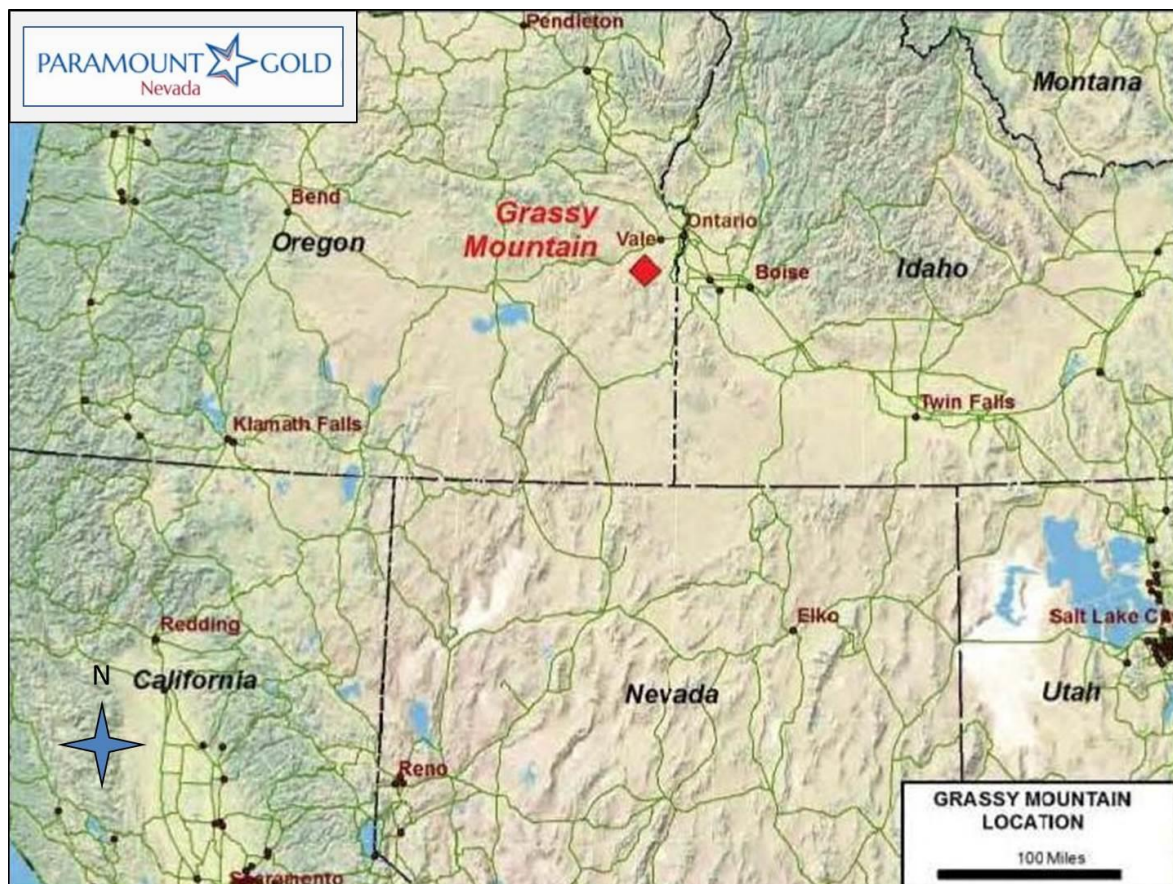 PARAMOUNT GOLD
Nevada
Pendleton
Montana
Bend
Oregon
Grassy
Mountain
Vale
Ontario
Boise
Idaho
Klamath Falls
Twin Falls
Redding
California
N
Elko
Nevada
Salt Lake C
Utah
Reno
Sacramento
GRASSY MOUNTAIN
LOCATION
100 Miles